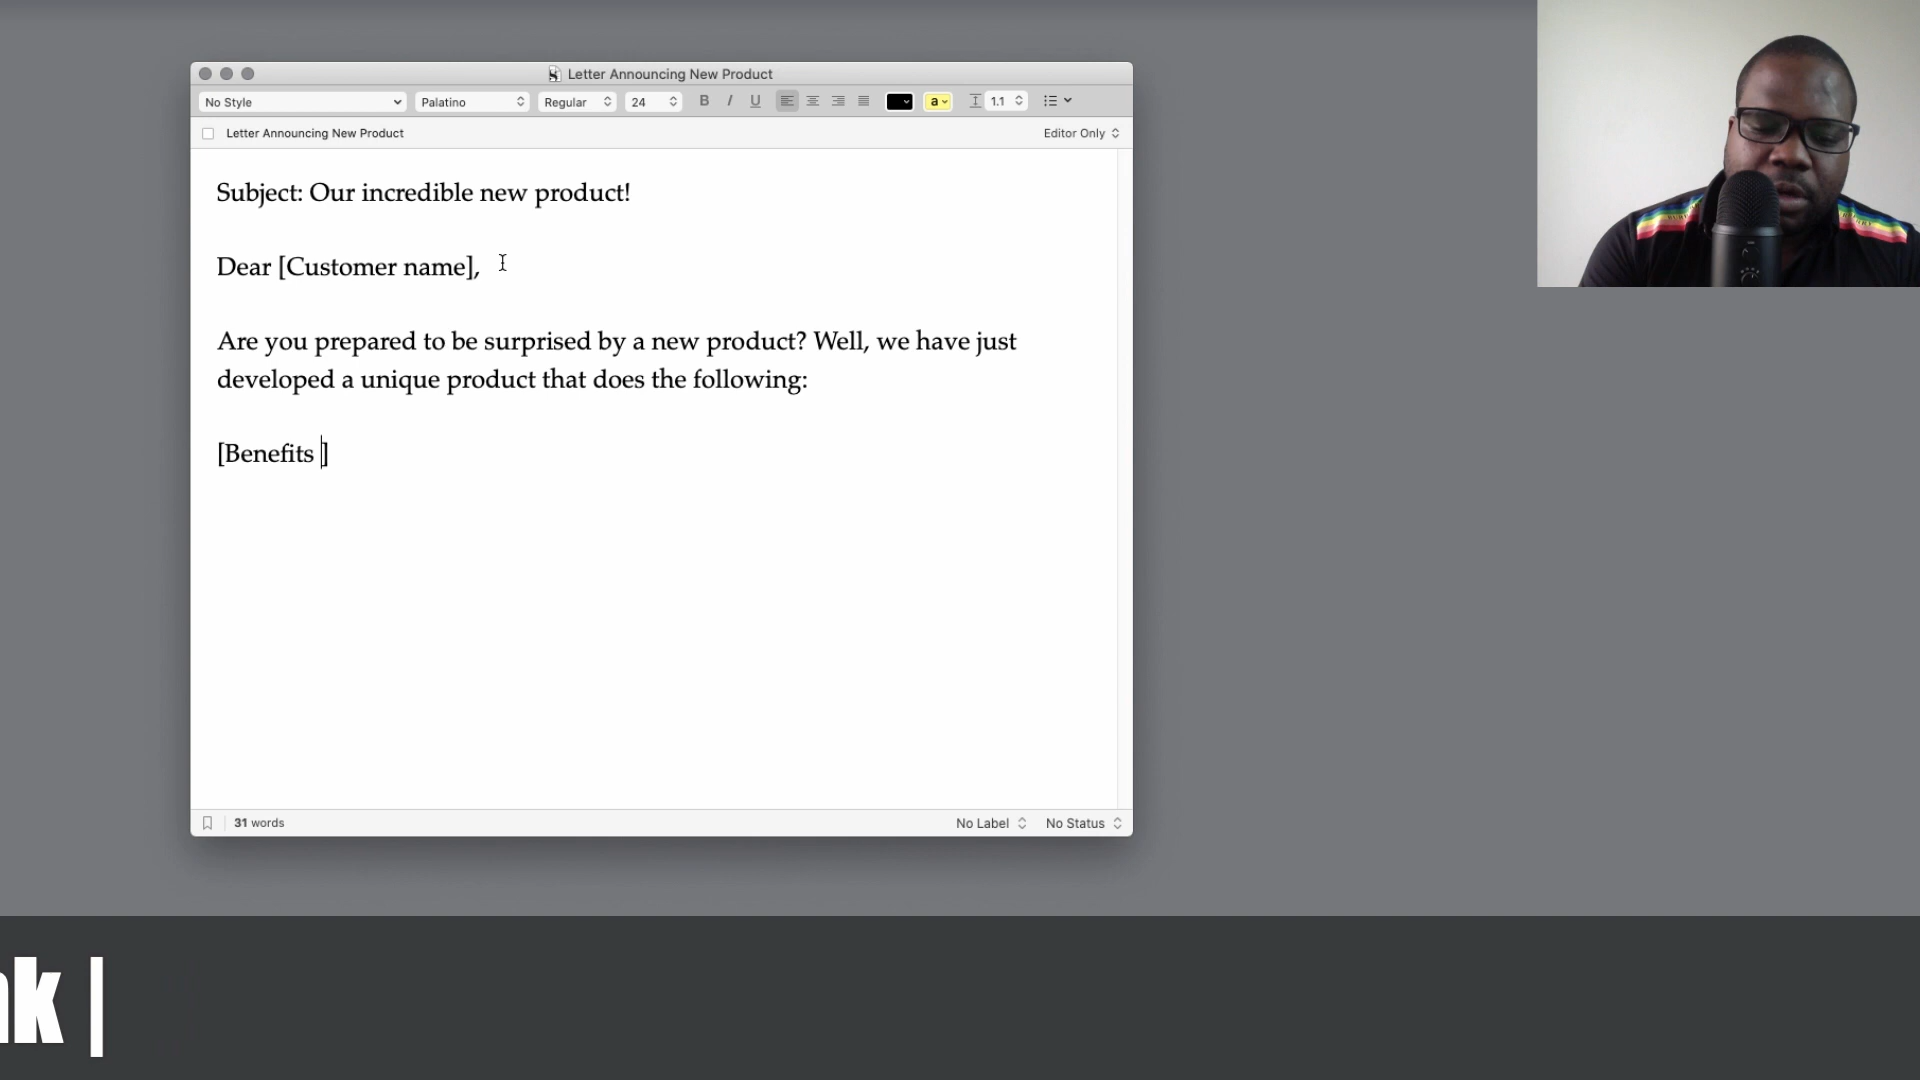 Letter Announcing New Product
No Style Palatino Regular 24 B I U a 1.1
Letter Announcing New Product Editor Only
Subject: Our incredible new product!
Dear [Customer name],
Are you prepared to be surprised by a new product? Well, we have just
developed a unique product that does the following:
[Benefits ]
31 words No Label No Status